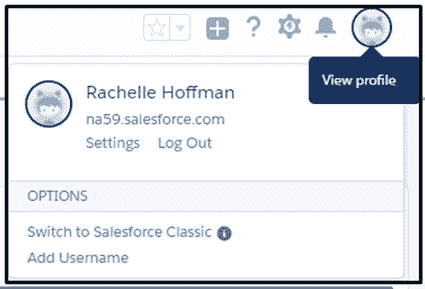 View profile
Rachelle Hoffman
na59.salesforce.com
Settings Log Out
OPTIONS
Switch to Salesforce Classic
Add Username